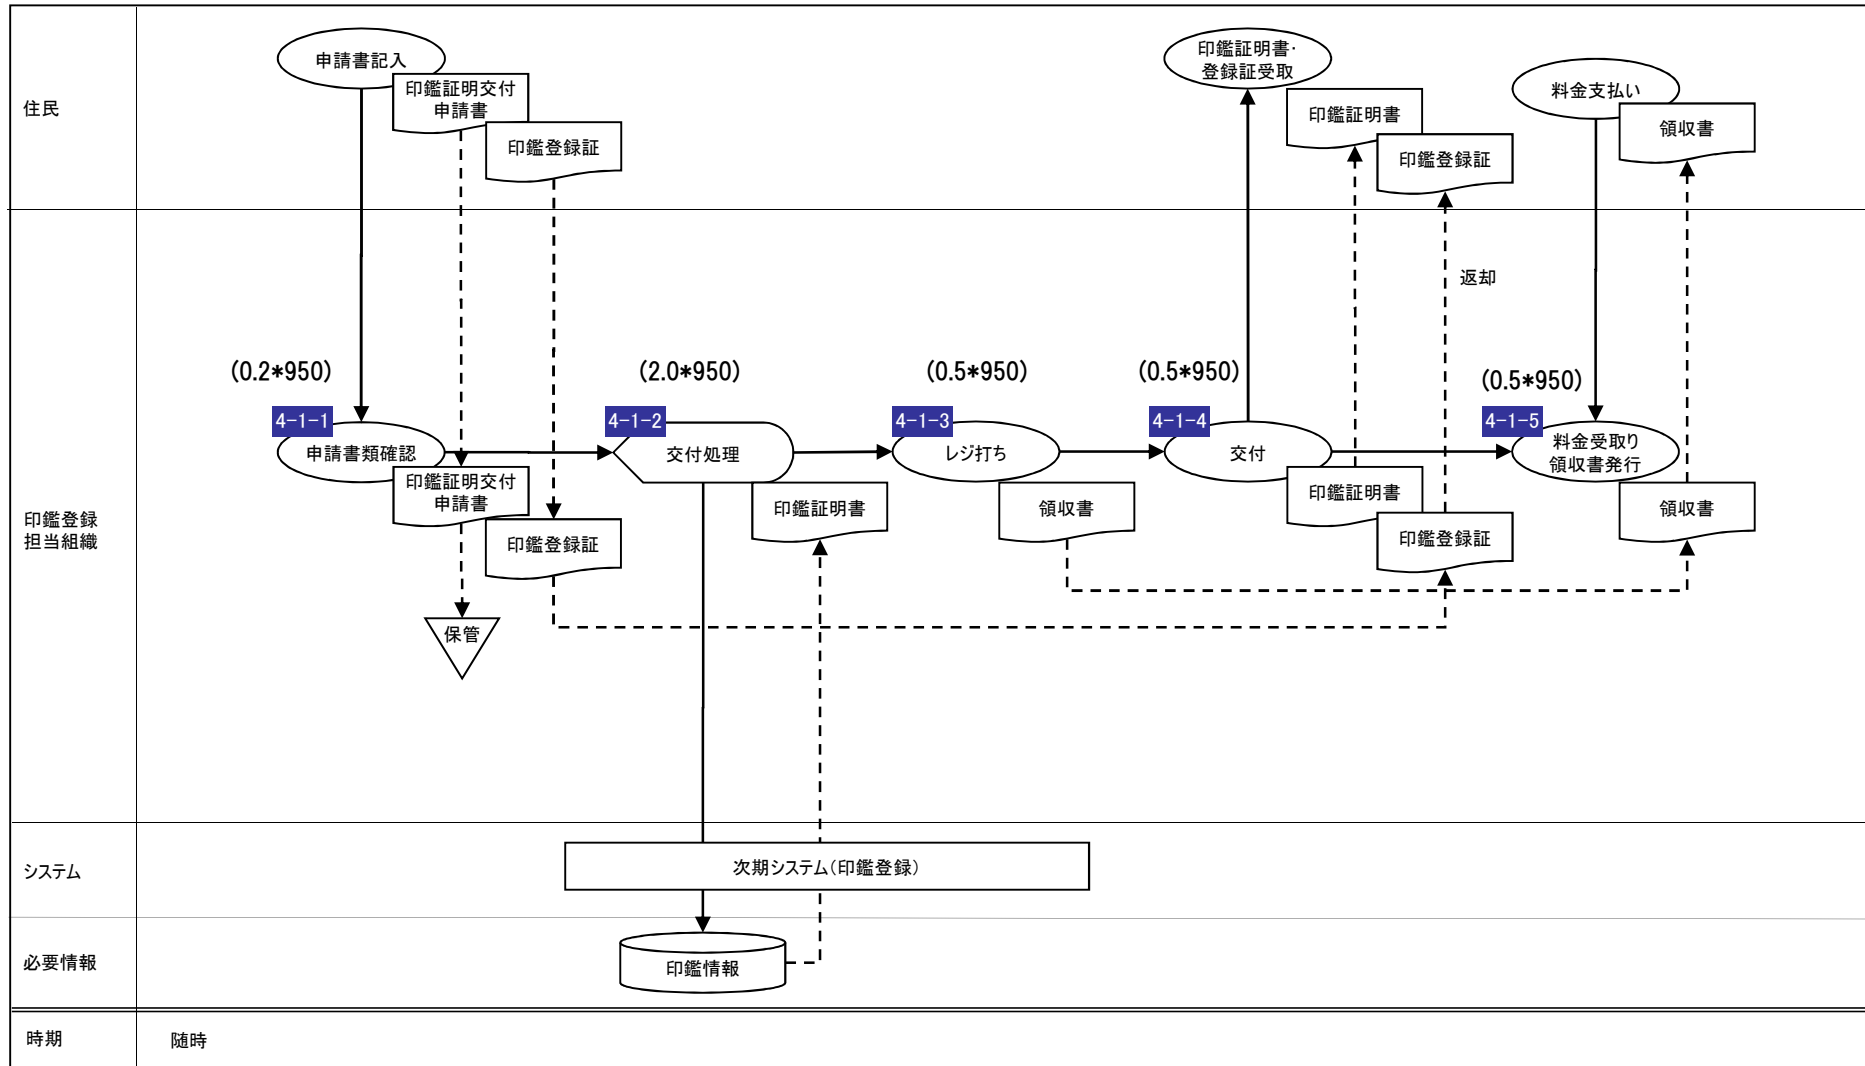 住民
申請書記入
印鑑証明交付
申請書
印鑑登録証
印鑑証明書・
登録証受取
印鑑証明書
印鑑登録証
料金支払い
領収書
返却
印鑑登録
担当組織
(0.2*950)
4-1-1
申請書類確認
印鑑証明交付
申請書
印鑑登録証
保管
(2.0*950)
4-1-2
交付処理
印鑑証明書
(0.5*950)
4-1-3
レジ打ち
領収書
(0.5*950)
4-1-4
交付
印鑑証明書
印鑑登録証
(0.5*950)
4-1-5
料金受取り
領収書発行
領収書
システム
次期システム(印鑑登録)
必要情報
印鑑情報
時期
随時